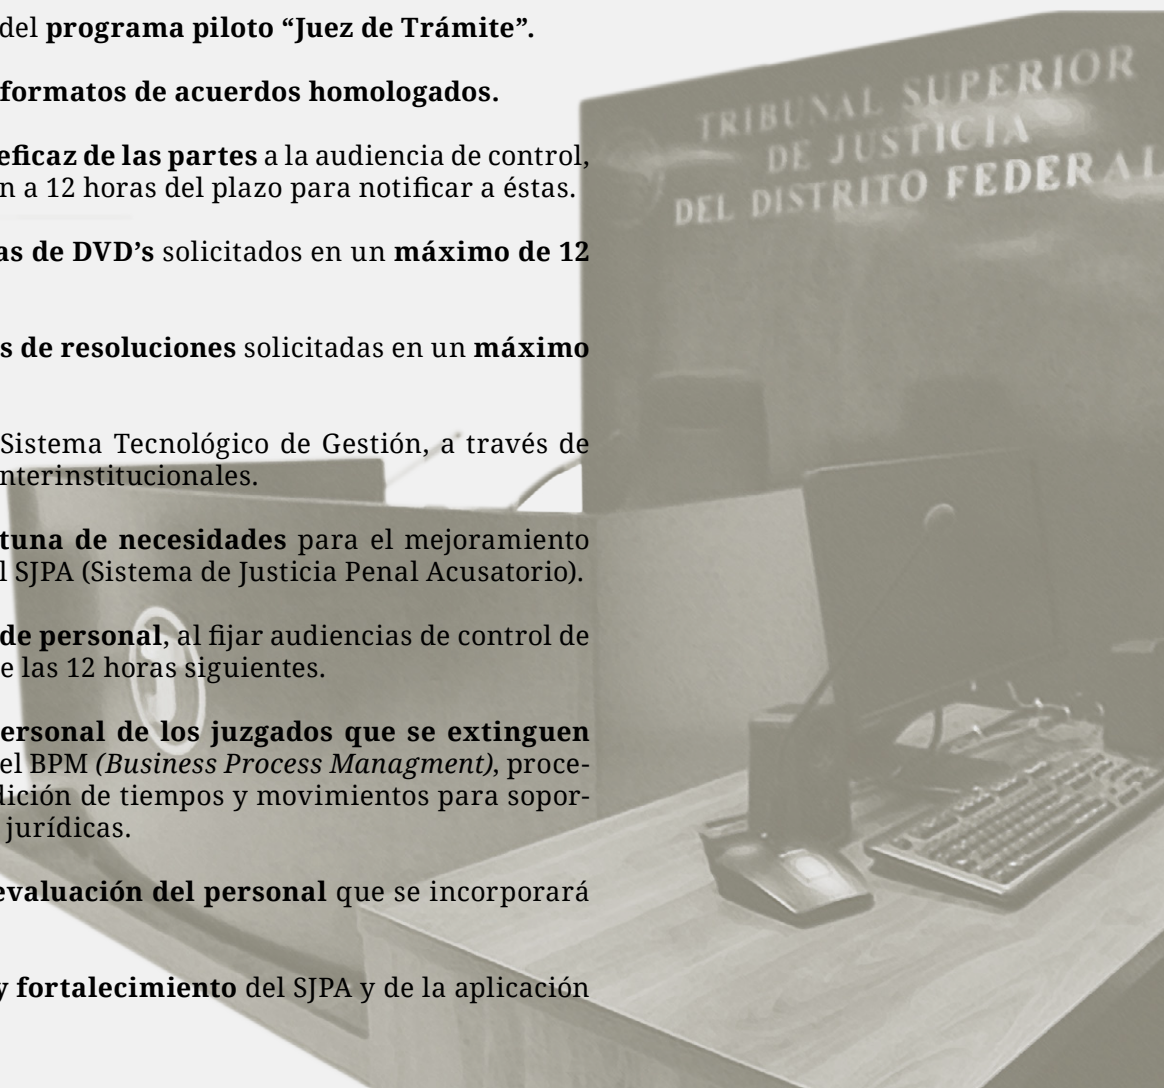 del programa piloto “Juez de Trámite”.
formatos de acuerdos homologados.
eficaz de las partes a la audiencia de control,
n a 12 horas del plazo para notificar a éstas.
as de DVD’s solicitados en un máximo de 12
s de resoluciones solicitadas en un máximo
Sistema Tecnológico de Gestión, a través de
nterinstitucionales.
tuna de necesidades para el mejoramiento
l SJPA (Sistema de Justicia Penal Acusatorio).
de personal, al fijar audiencias de control de
e las 12 horas siguientes.
ersonal de los juzgados que se extinguen
el BPM (Business Process Managment), proce-
dición de tiempos y movimientos para sopor-
jurídicas.
evaluación del personal que se incorporará
y fortalecimiento del SJPA y de la aplicación
TRIBUNAL SUPERIOR
DE JUSTICIA
DEL DISTRITO FEDERAL